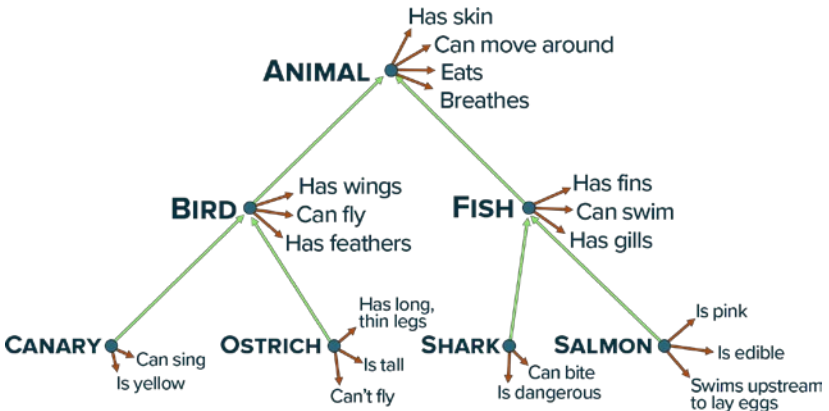 Has skin
Can move around
ANIMAL
Eats
Breathes
Has wings
BIRD
Can fly
Has feathers
Has fins
FISH
Can swim
Has gills
CANARY
Can sing
Is yellow
OSTRICH
Has long,
thin legs
Is tall
Can't fly
SHARK
Can bite
Is dangerous
SALMON
Is pink
Is edible
Swims upstream
to lay eggs